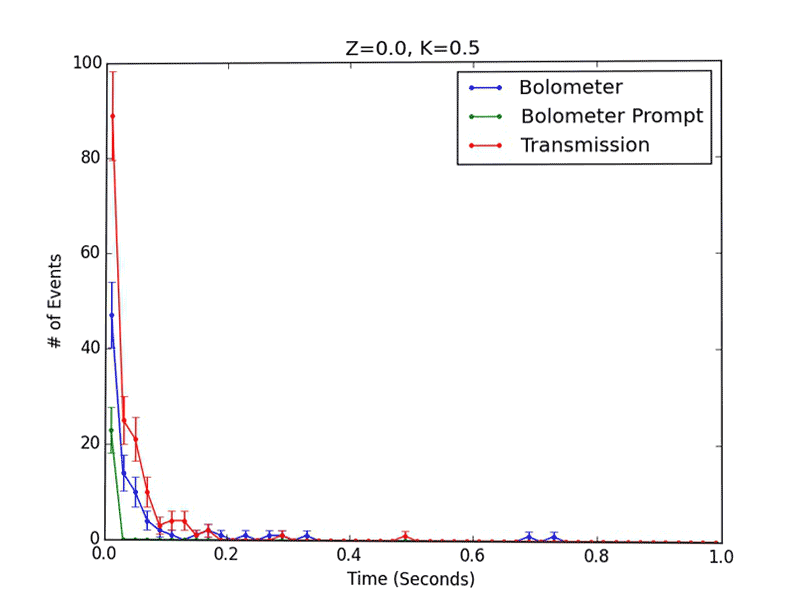 Z=0.0, K=0.5
Bolometer
Bolometer Prompt
Transmission
# of Events
100
80
60
40
20
0
0.0 0.2 0.4 0.6 0.8 1.0
Time (Seconds)